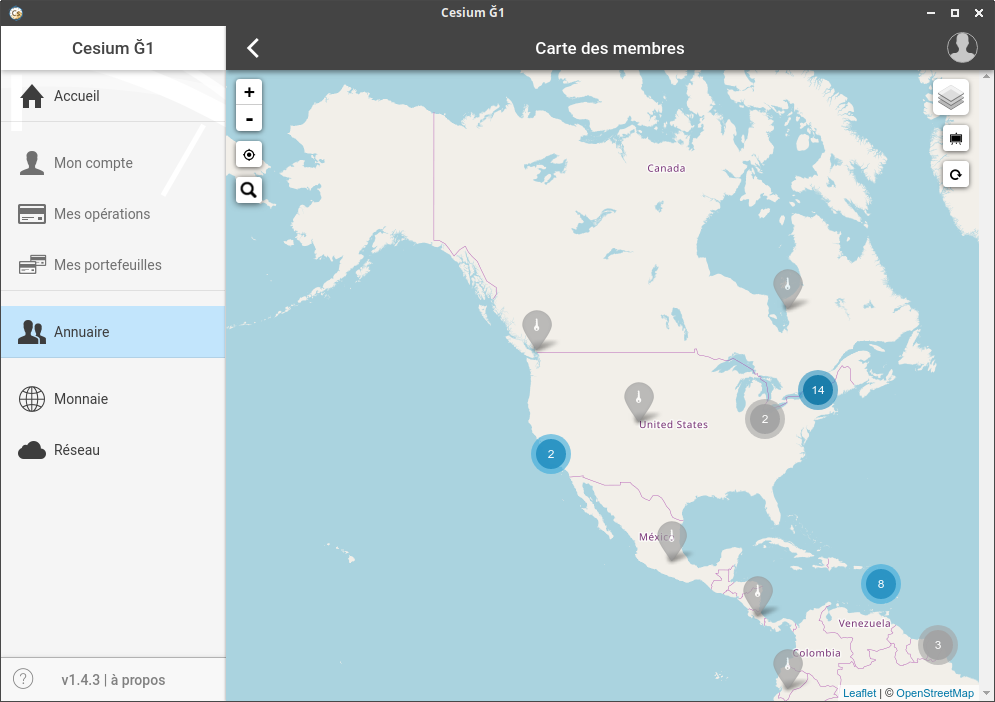 Cesium Ğ1
Cesium Ğ1
Carte des membres
Accueil
Mon compte
Mes opérations
Mes portefeuilles
Annuaire
Monnaie
Réseau
? v1.4.3 | à propos
+
-
Canada
14
2
United States
2
México
8
Venezuela
3
Colombia
Leaflet | © OpenStreetMap